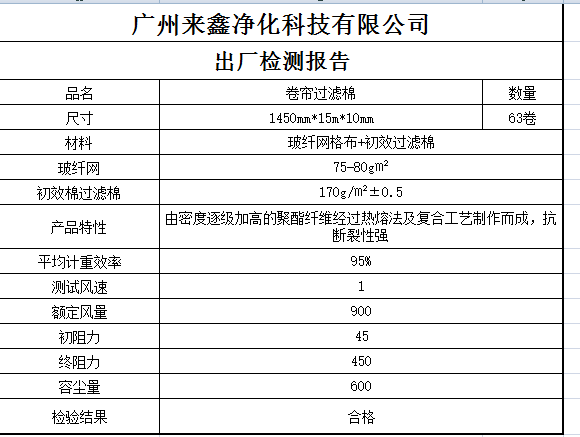 广州来鑫净化科技有限公司
出厂检测报告
品名 卷帘过滤棉 数量
尺寸 1450mm*15m*10mm 63卷
材料 玻纤网格布+初效过滤棉
玻纤网 75-80g㎡
初效棉过滤棉 170g/㎡±0.5
产品特性 由密度逐级加高的聚酯纤维经过热熔法及复合工艺制作而成，抗
断裂性强
平均计重效率 95%
测试风速 1
额定风量 900
初阻力 45
终阻力 450
容尘量 600
检验结果 合格